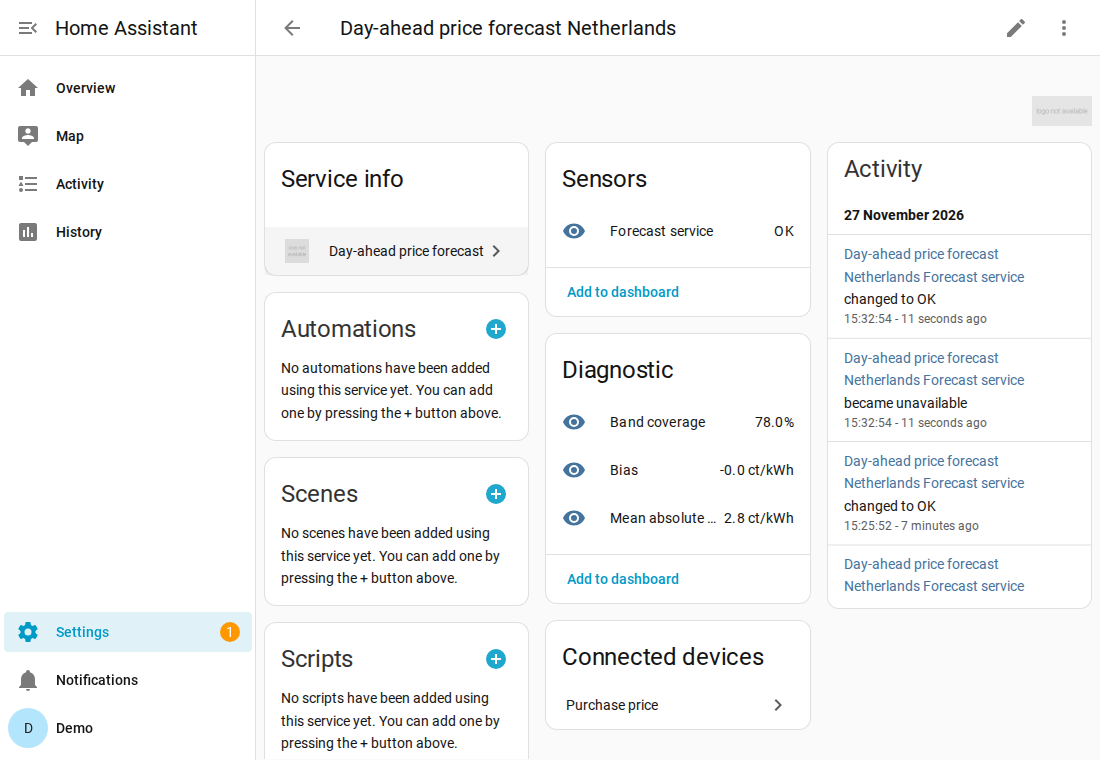 Home Assistant
Day-ahead price forecast Netherlands
Overview
Map
Activity
History
Settings
1
Notifications
D
Demo
logo not available
Service info
Day-ahead price forecast
Automations
No automations have been added
using this service yet. You can add
one by pressing the + button above.
Scenes
No scenes have been added using
this service yet. You can add one by
pressing the + button above.
Scripts
No scripts have been added using
this service yet. You can add one by
pressing the + button above.
Sensors
Forecast service OK
Add to dashboard
Diagnostic
Band coverage 78.0%
Bias -0.0 ct/kWh
Mean absolute … 2.8 ct/kWh
Add to dashboard
Connected devices
Purchase price
Activity
27 November 2026
Day-ahead price forecast
Netherlands Forecast service
changed to OK
15:32:54 - 11 seconds ago
Day-ahead price forecast
Netherlands Forecast service
became unavailable
15:32:54 - 11 seconds ago
Day-ahead price forecast
Netherlands Forecast service
changed to OK
15:25:52 - 7 minutes ago
Day-ahead price forecast
Netherlands Forecast service